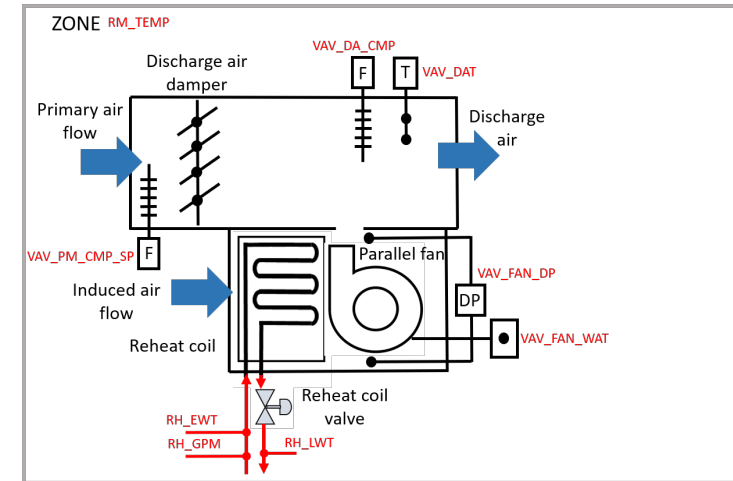 ZONE RM_TEMP
VAV_DA_CMP
Discharge air
damper
F
T
VAV_DAT
Primary air
flow
Discharge
air
VAV_PM_CMP_SP
F
Parallel fan
VAV_FAN_DP
Induced air
flow
DP
Reheat coil
VAV_FAN_WAT
Reheat coil
valve
RH_EWT
RH_GPM
RH_LWT